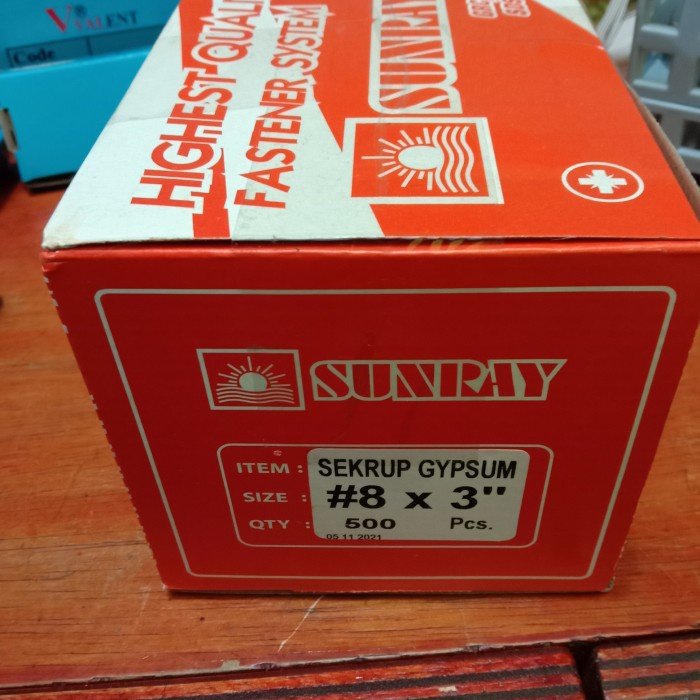 V® VALENT
Code
HIGHEST QUALI
FASTENER SYSTEM
SUNRAY
SUNRAY
ITEM : SEKRUP GYPSUM
SIZE : #8 x 3"
QTY : 500 Pcs.
05 11 2021